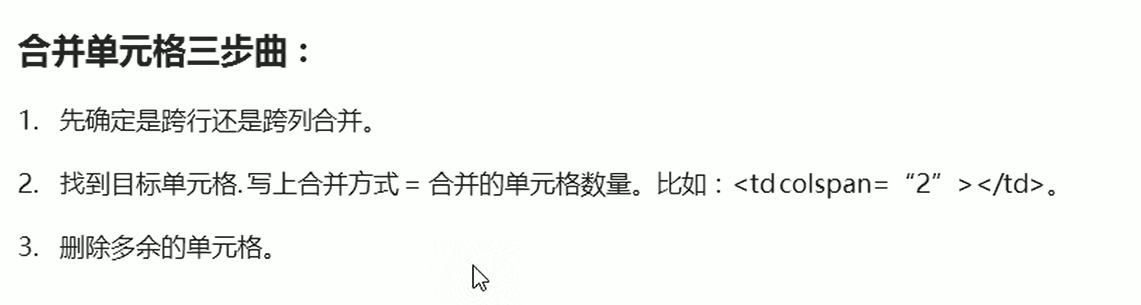 合并单元格三步曲：
1. 先确定是跨行还是跨列合并。
2. 找到目标单元格. 写上合并方式 = 合并的单元格数量。比如：<td colspan= “2” ></td>。
3. 删除多余的单元格。